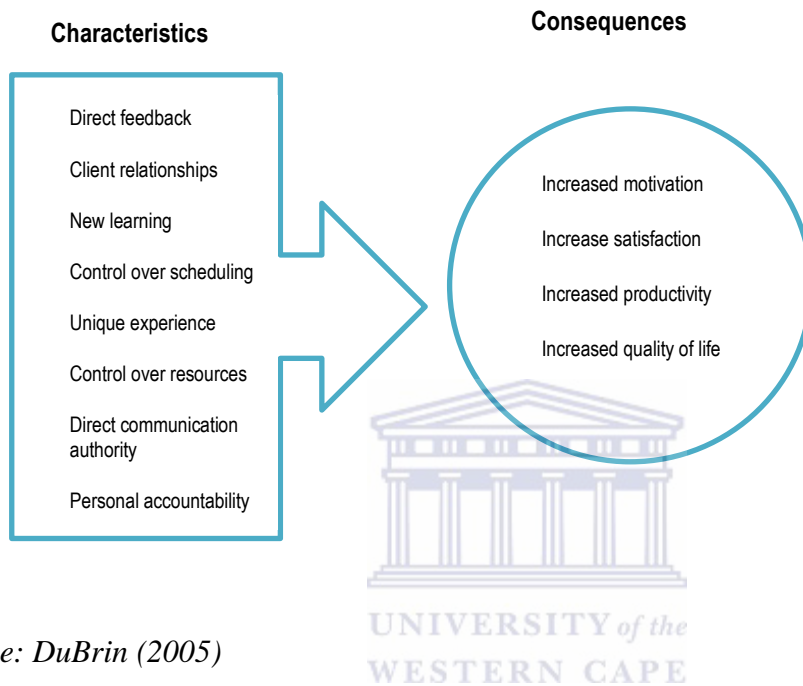 Characteristics
Consequences
Direct feedback
Client relationships
New learning
Control over scheduling
Unique experience
Control over resources
Direct communication
authority
Personal accountability
Increased motivation
Increase satisfaction
Increased productivity
Increased quality of life
UNIVERSITY of the
WESTERN CAPE
e: DuBrin (2005)